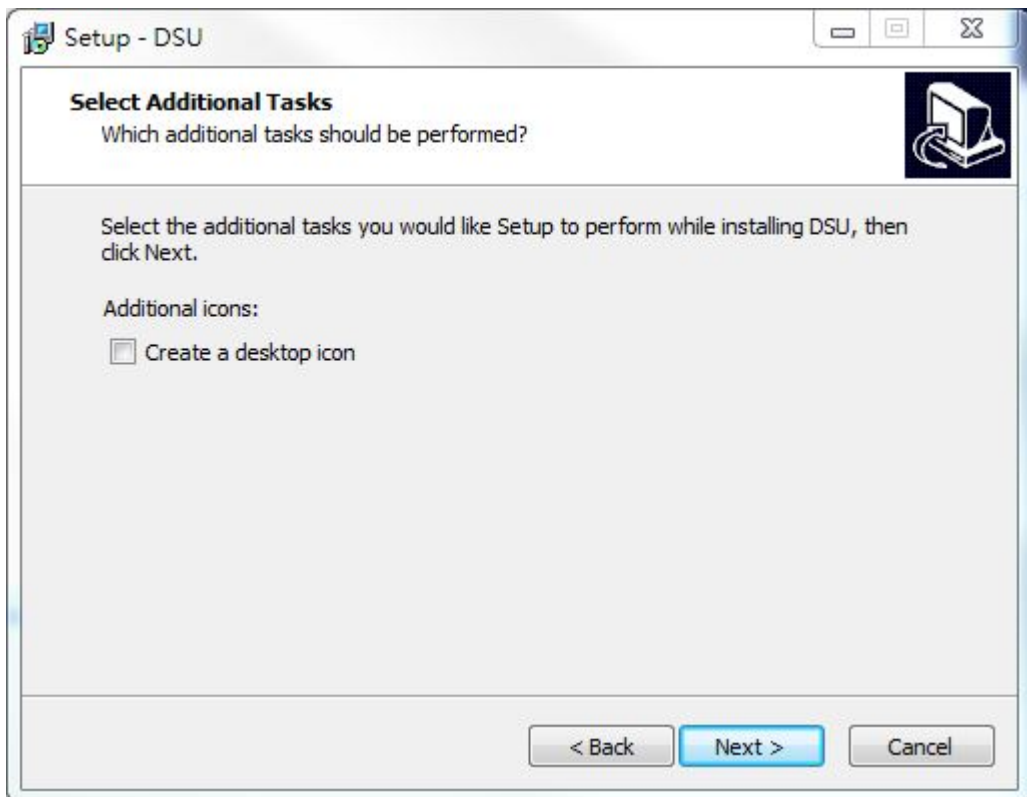 Setup - DSU
Select Additional Tasks
Which additional tasks should be performed?
Select the additional tasks you would like Setup to perform while installing DSU, then
click Next.
Additional icons:
Create a desktop icon
< Back
Next >
Cancel